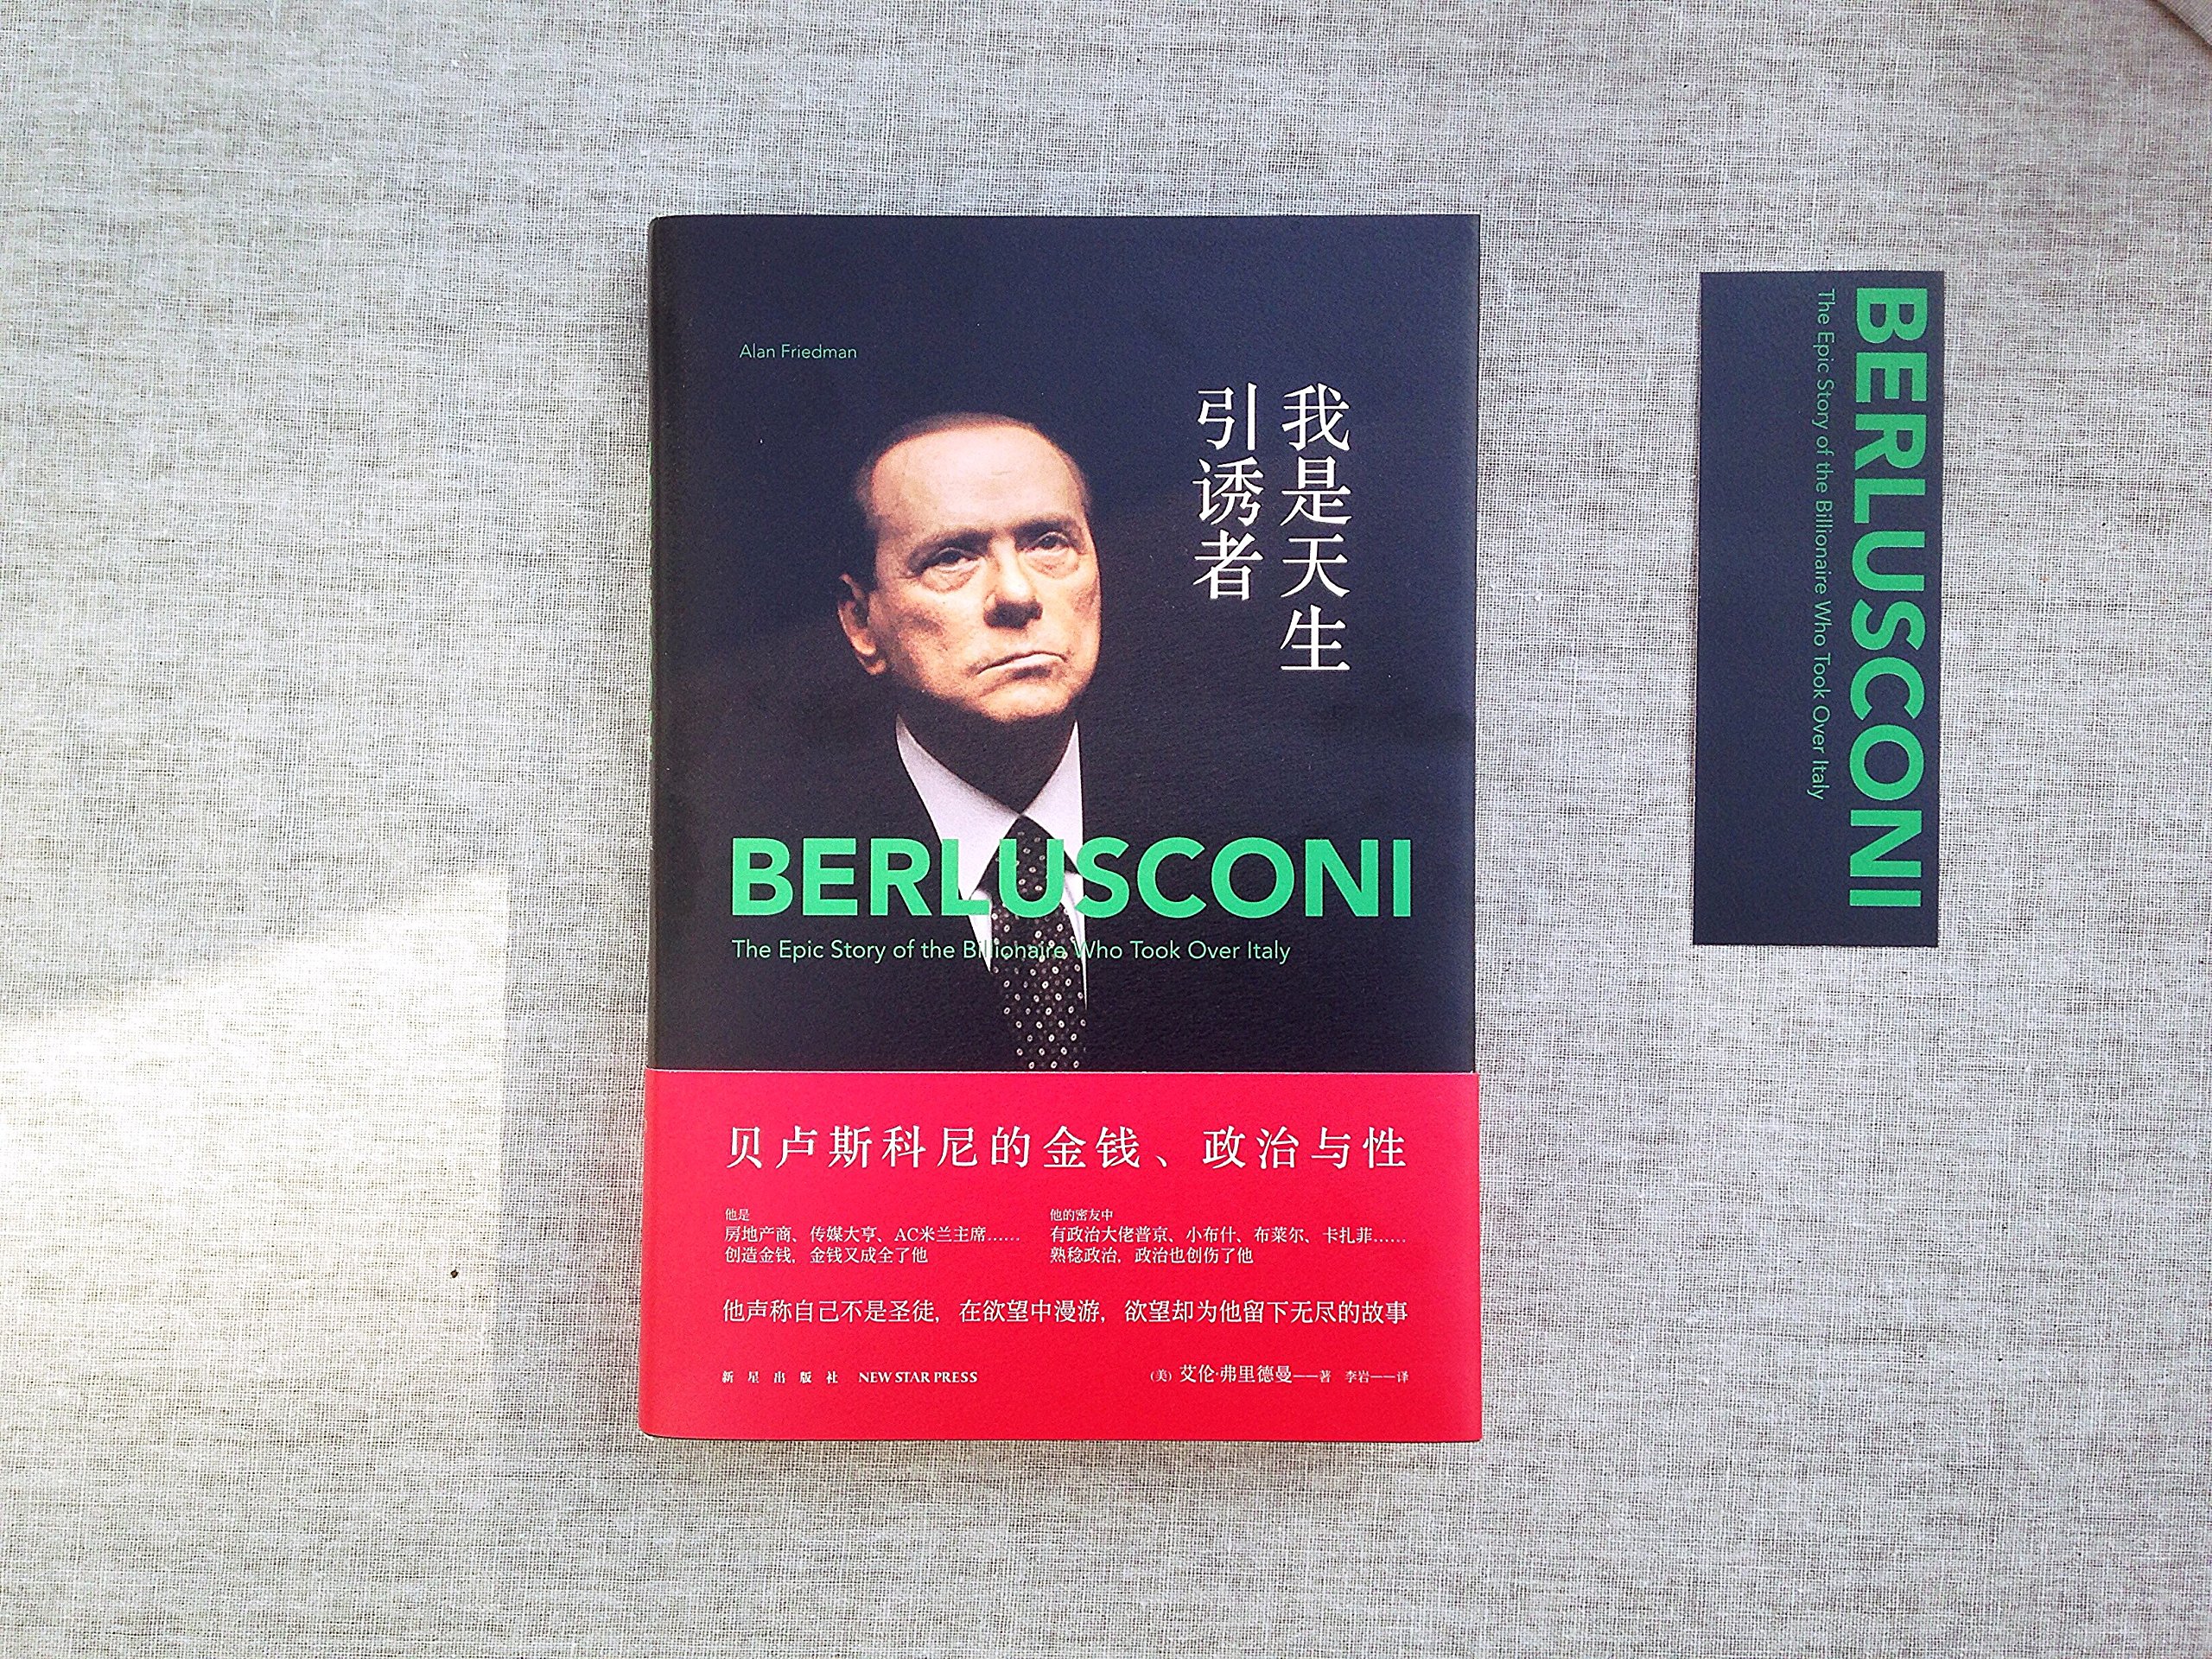 Alan Friedman
我是天生
引诱者
BERLUSCONI
The Epic Story of the Billionaire Who Took Over Italy
贝卢斯科尼的金钱、政治与性
他是
房地产商、传媒大亨、AC米兰主席……
创造金钱，金钱又成全了他
他的密友中
有政治大佬普京、小布什、布莱尔、卡扎菲……
熟稔政治，政治也创伤了他
他声称自己不是圣徒，在欲望中漫游，欲望却为他留下无尽的故事
新星出版社 NEW STAR PRESS
（美）艾伦·弗里德曼——著 李岩——译
BERLUSCONI
The Epic Story of the Billionaire Who Took Over Italy